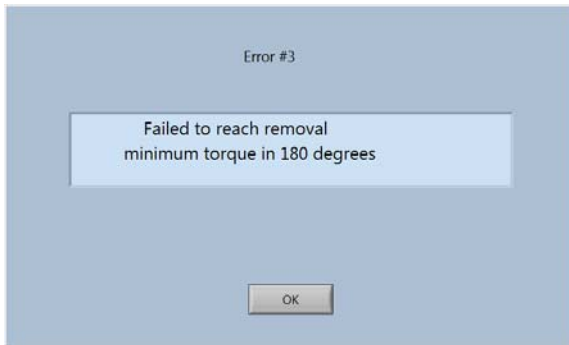 Error #3
Failed to reach removal
minimum torque in 180 degrees
OK